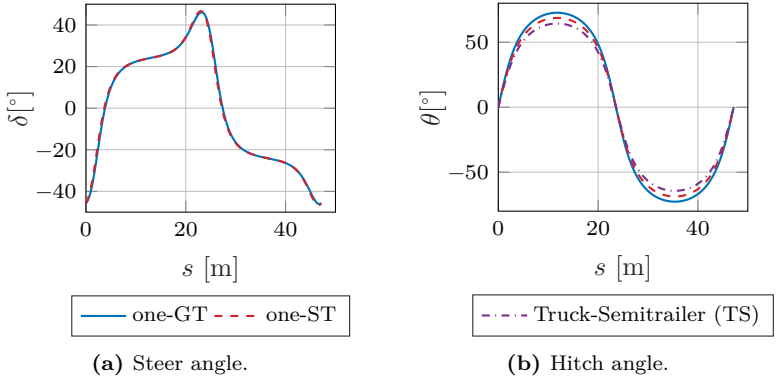 40
20
0
−20
−40
δ[°]
0
20
40
s [m]
50
0
−50
θ[°]
0
20
40
s [m]
one-GT
one-ST
Truck-Semitrailer (TS)
(a) Steer angle.
(b) Hitch angle.